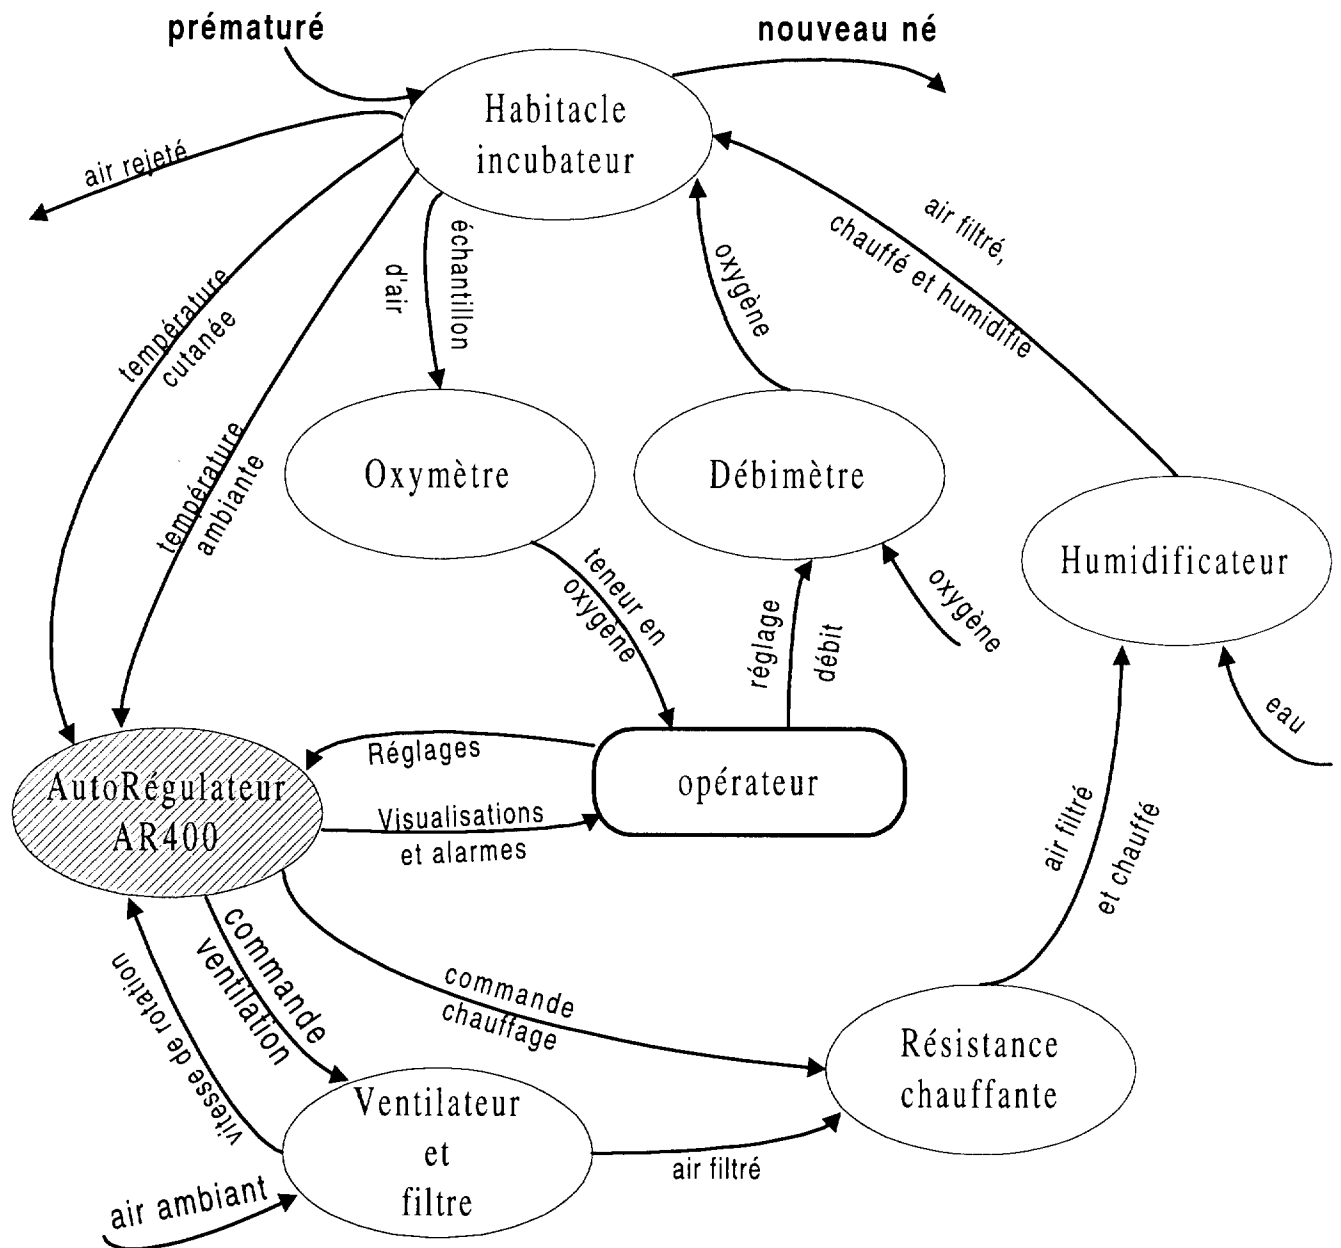 prématuré
nouveau né
Habitacle
incubateur
air rejeté
échantillon
d'air
oxygène
air filtré,
chauffé et humidifie
température
cutanée
température
ambiante
Oxymètre
Débimètre
Humidificateur
teneur en
oxygène
réglage
débit
oxygène
eau
Réglages
opérateur
AutoRégulateur
AR400
Visualisations
et alarmes
air filtré
et chauffé
commande
ventilation
vitesse de rotation
commande
chauffage
Résistance
chauffante
Ventilateur
et
filtre
air filtré
air ambiant